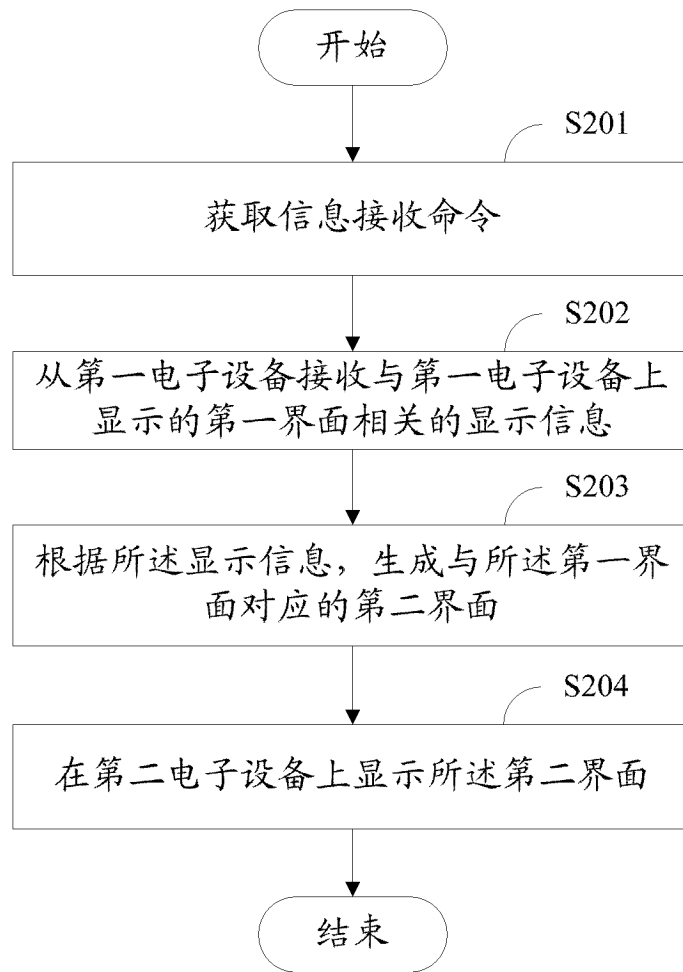 开始
S201
获取信息接收命令
S202
从第一电子设备接收与第一电子设备上
显示的第一界面相关的显示信息
S203
根据所述显示信息，生成与所述第一界
面对应的第二界面
S204
在第二电子设备上显示所述第二界面
结束